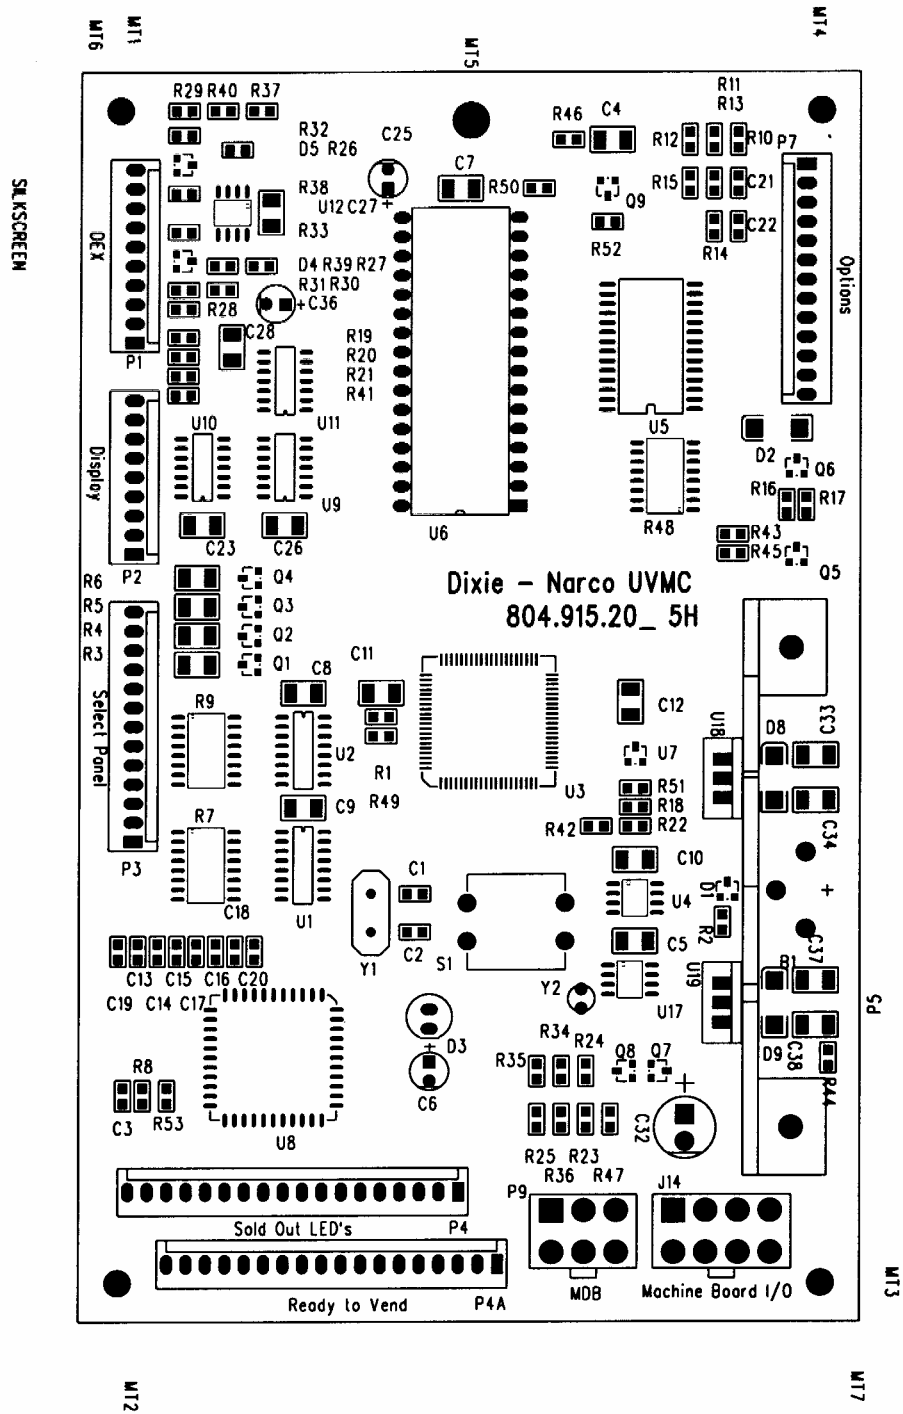 MT6
MT1
MT5
MT4
SILKSCREEN
R29 R40 R37
R46 C4
R11
R13
R12 R10 P7
R32
D5 R26
C25
C7
R50
R15 C21
R38
U12 C27
Q9
R33
R52
C22
R14
DEX
D4 R39 R27
R31 R30
C36
R28
Options
C28
R19
R20
R21
R41
P1
U10
U11
U5
D2
Q6
R16 R17
Display
U9
U6
R48
C23 C26
R43
R45
Q5
P2
R6
R5
R4
R3
Q4
Q3
Q2
Q1
Dixie - Narco UVMC
804.915.20_ 5H
C8
C11
C12
Select Panel
R9
U2
R1
R49
U3
U7
U18
D8
C33
R51
R18
R42 R22
C9
C34
P3
R7
C18
U1
C1
C10
U4
D1
R2
C2
Y1
S1
C5
B1
C37
U19
C13 C15 C16 C20
C19 C14 C17
Y2
U17
P5
D3
R34
R24
R35
Q8 Q7
D9
C38
R44
R8
C6
C3 R53
U8
C32
R25 R23
R36 R47
P9
J14
Sold Out LED's
P4
Ready to Vend
P4A
MDB
Machine Board I/O
MT3
MT2
MT7